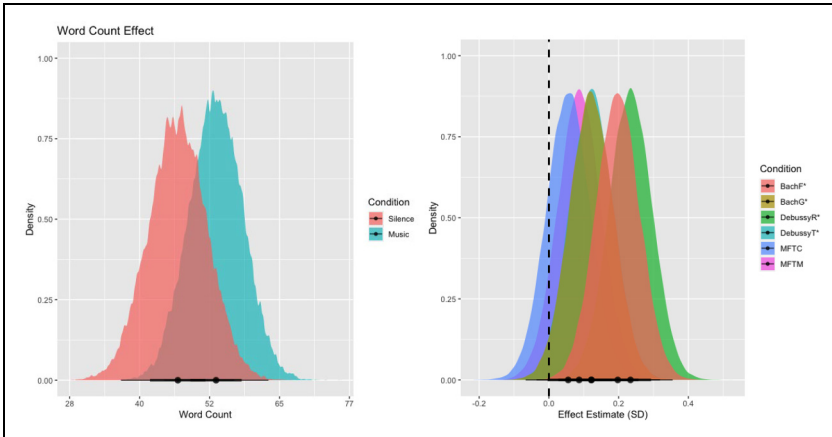 Word Count Effect
1.00
0.75
0.50
0.25
0.00
Density
28 40 52 64 77
Word Count
Condition
Silence
Music
1.00
0.75
0.50
0.25
0.00
Density
-0.2 0.0 0.2 0.4
Effect Estimate (SD)
Condition
BachF*
BachG*
DebussyR*
DebussyT*
MFTC
MFTM